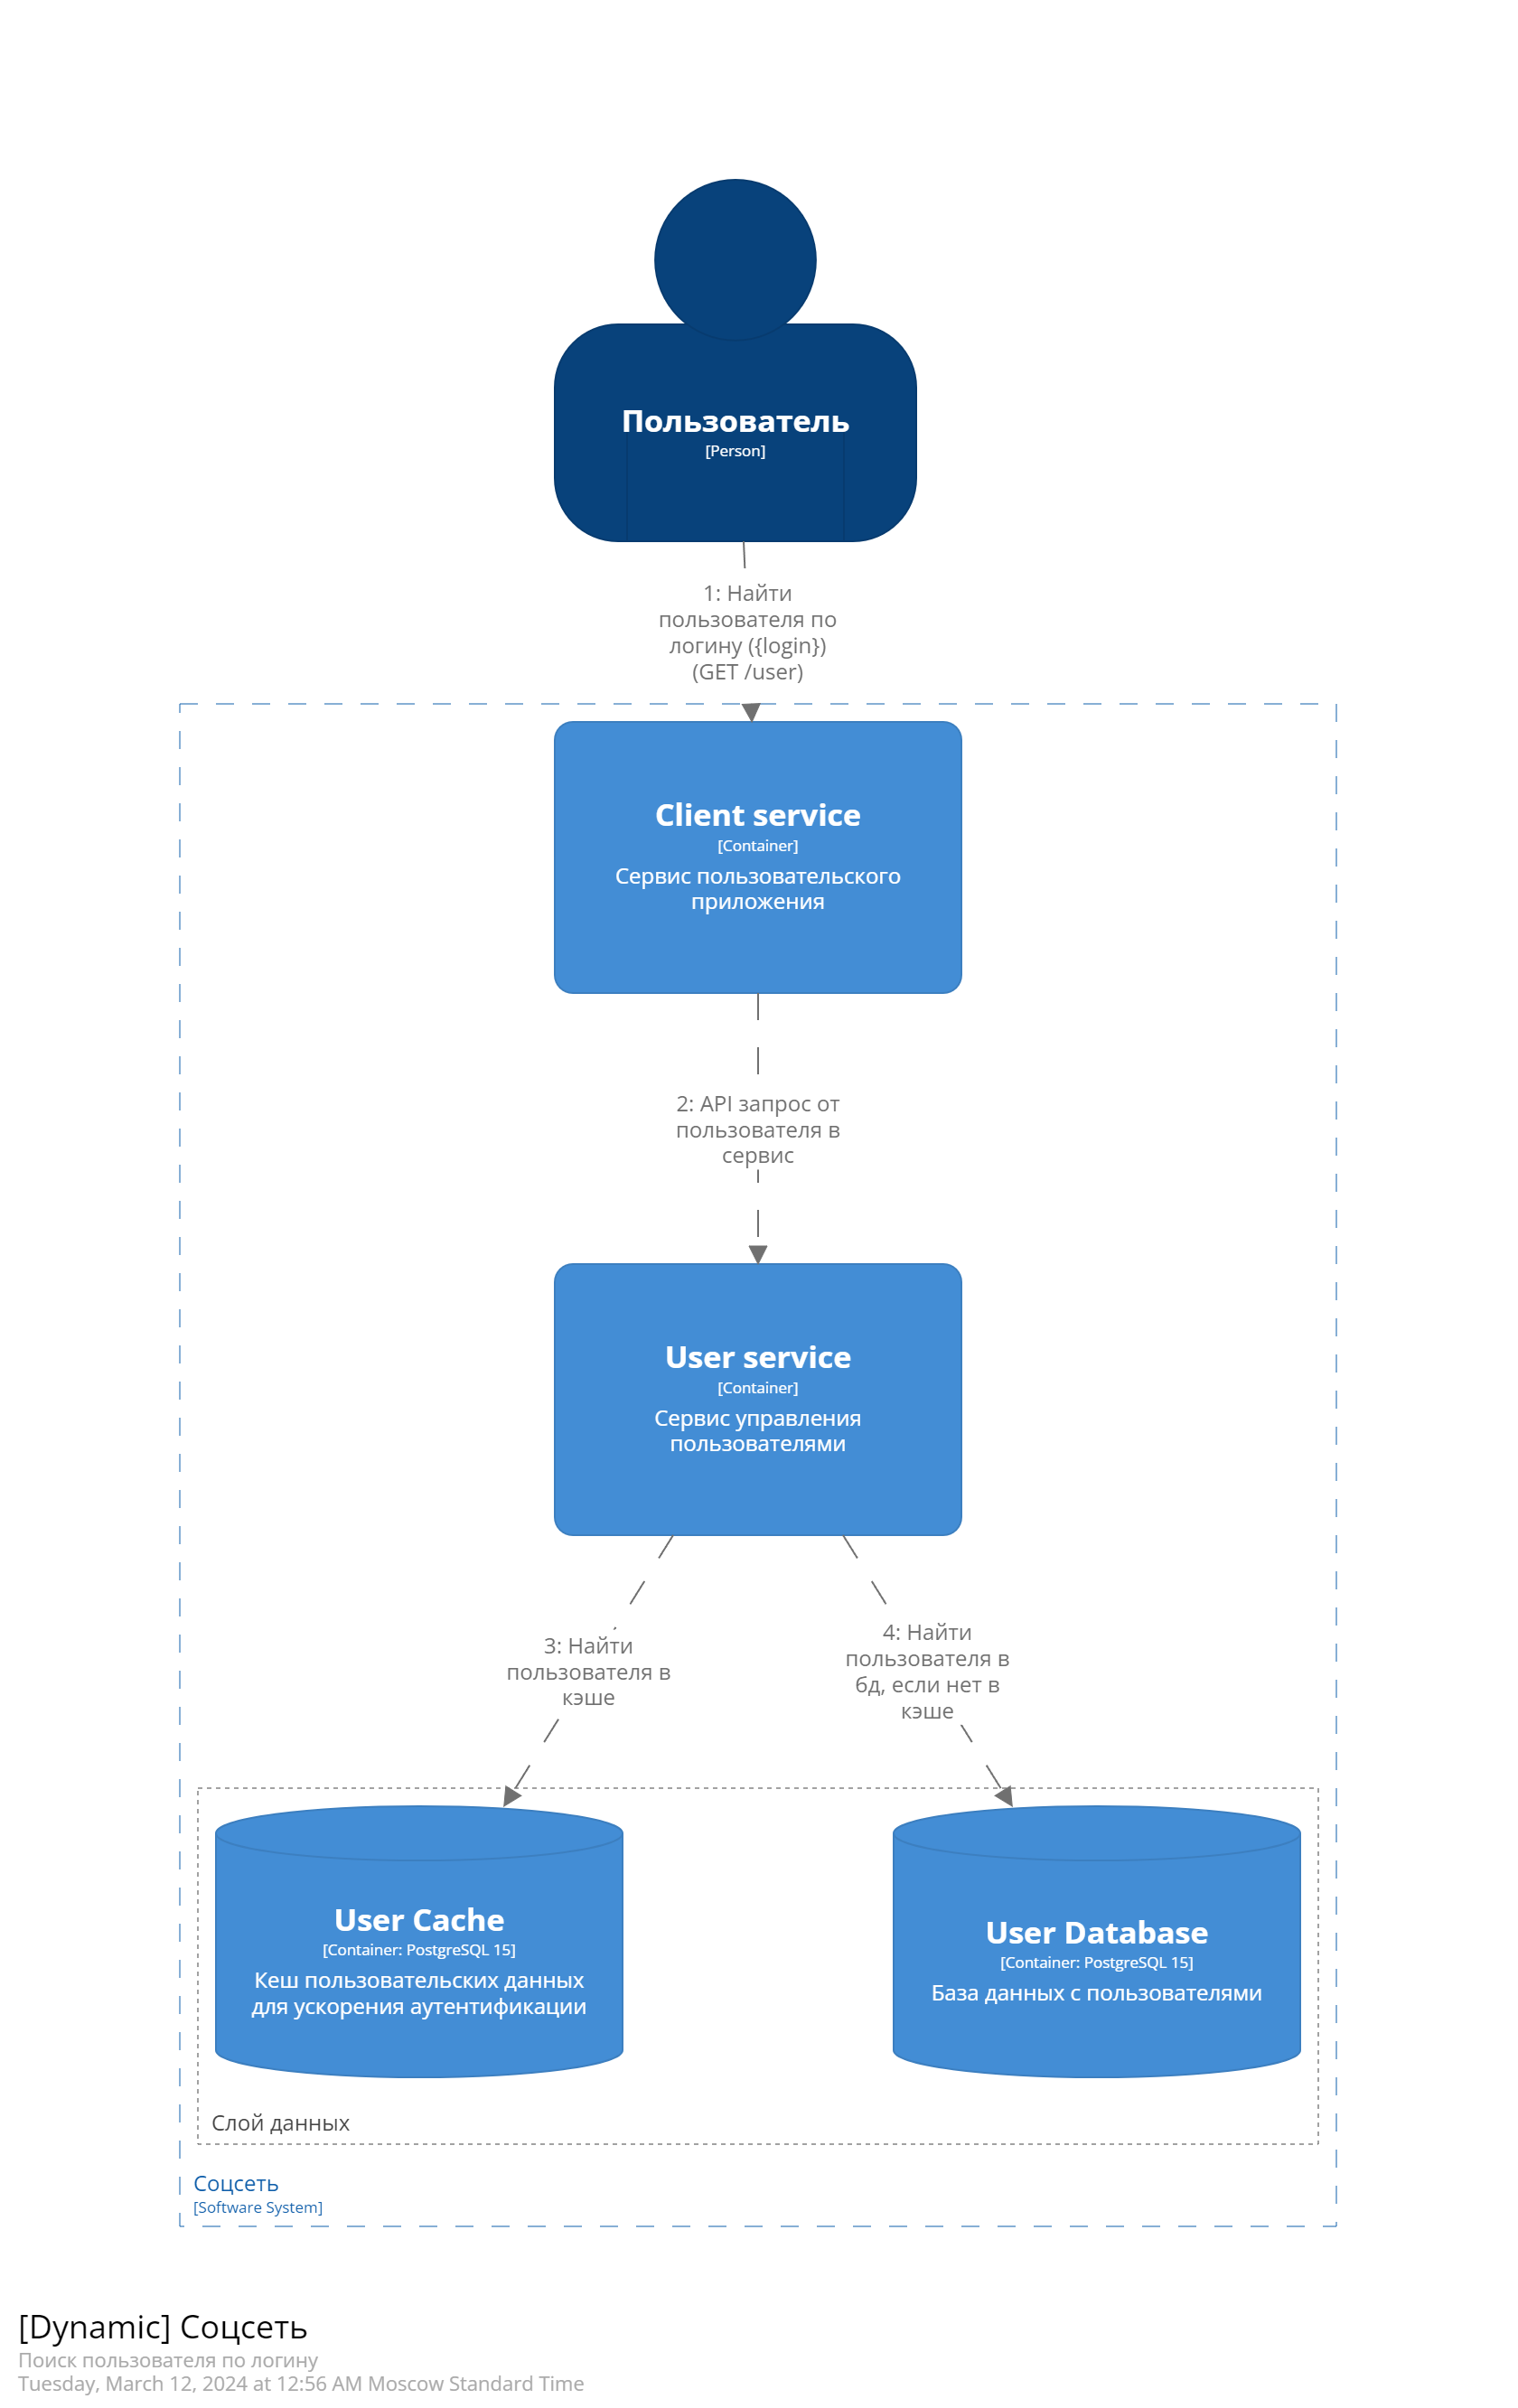 Пользователь
[Person]
1: Найти
пользователя по
логину ({login})
(GET /user)
Client service
[Container]
Сервис пользовательского
приложения
2: API запрос от
пользователя в
сервис
User service
[Container]
Сервис управления
пользователями
3: Найти
пользователя в
кэше
4: Найти
пользователя в
бд, если нет в
кэше
User Cache
[Container: PostgreSQL 15]
Кеш пользовательских данных
для ускорения аутентификации
User Database
[Container: PostgreSQL 15]
База данных с пользователями
Слой данных
Соцсеть
[Software System]
[Dynamic] Соцсеть
Поиск пользователя по логину
Tuesday, March 12, 2024 at 12:56 AM Moscow Standard Time